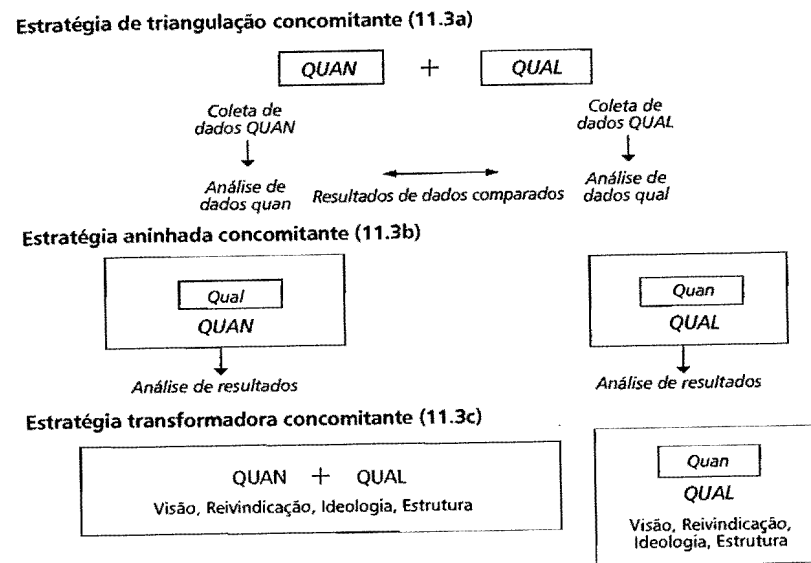 Estratégia de triangulação concomitante (11.3a)
QUAN + QUAL
Coleta de
dados QUAN
Coleta de
dados QUAL
Análise de
dados quan
Resultados de dados comparados
Análise de
dados qual
Estratégia aninhada concomitante (11.3b)
Qual
QUAN
Análise de resultados
Quan
QUAL
Análise de resultados
Estratégia transformadora concomitante (11.3c)
QUAN + QUAL
Visão, Reivindicação, Ideologia, Estrutura
Quan
QUAL
Visão, Reivindicação,
Ideologia, Estrutura